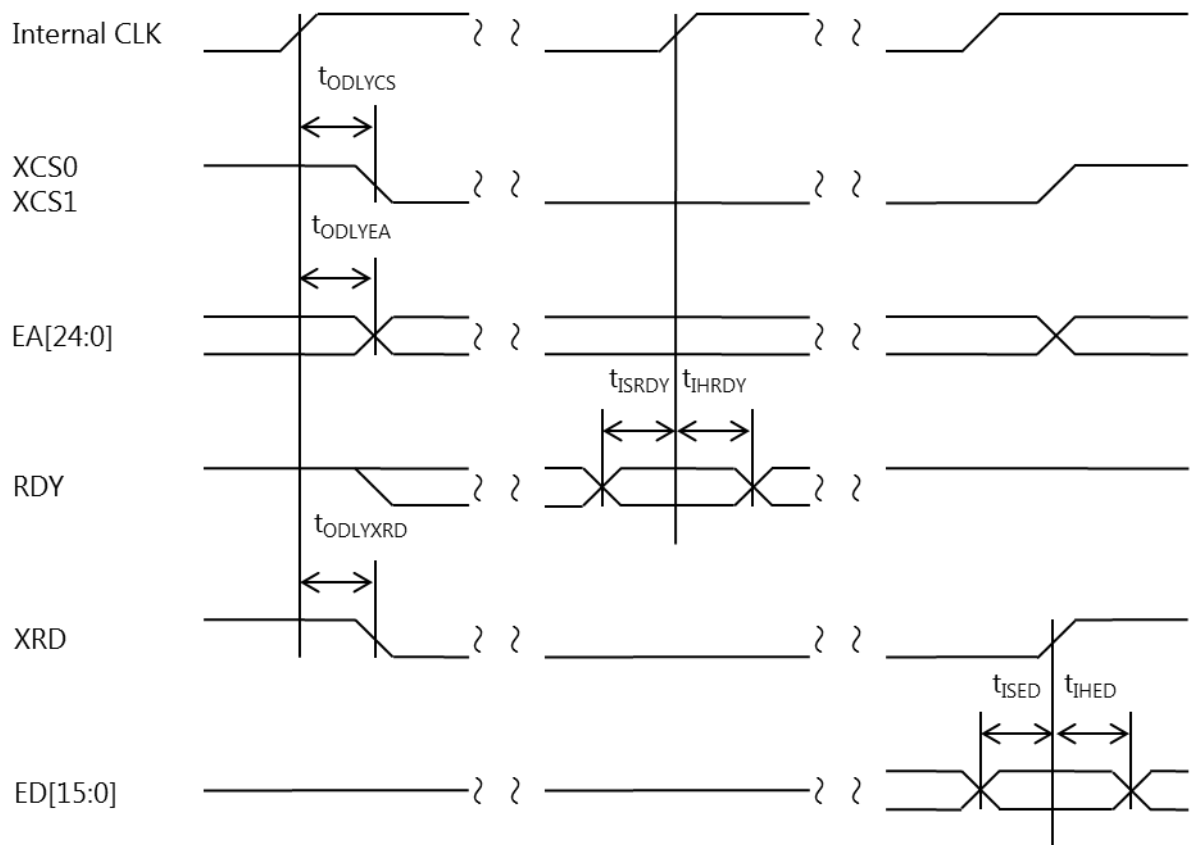 Internal CLK
tODLYCS
XCS0
XCS1
tODLYEA
EA[24:0]
tISRDY tIHRDY
RDY
tODLYXRD
XRD
tISED tIHED
ED[15:0]